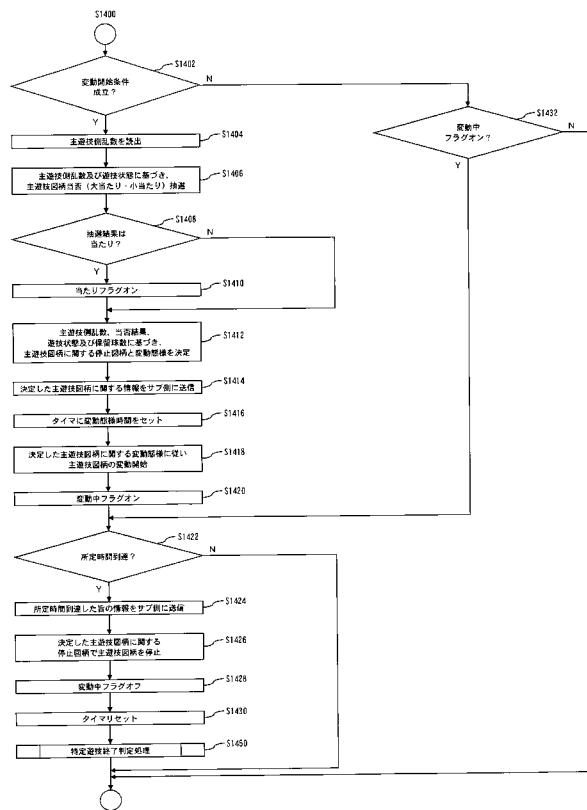 S1400
S1402
変動開始条件
成立？
N
Y
S1432
変動中
フラグオン？
N
Y
S1404
主遊技側乱数を読出
S1406
主遊技側乱数及び遊技状態に基づき、
主遊技図柄当否（大当たり・小当たり）抽選
S1408
抽選結果は
当たり？
N
Y
S1410
当たりフラグオン
S1412
主遊技側乱数、当否結果、
遊技状態及び保留球数に基づき、
主遊技図柄に関する停止図柄と変動態様を決定
S1414
決定した主遊技図柄に関する情報をサブ側に送信
S1416
タイマに変動態様時間をセット
S1418
決定した主遊技図柄に関する変動態様に従い
主遊技図柄の変動開始
S1420
変動中フラグオン
S1422
所定時間到達？
N
Y
S1424
所定時間到達した旨の情報をサブ側に送信
S1426
決定した主遊技図柄に関する
停止図柄で主遊技図柄を停止
S1428
変動中フラグオフ
S1430
タイマリセット
S1450
特定遊技終了判定処理